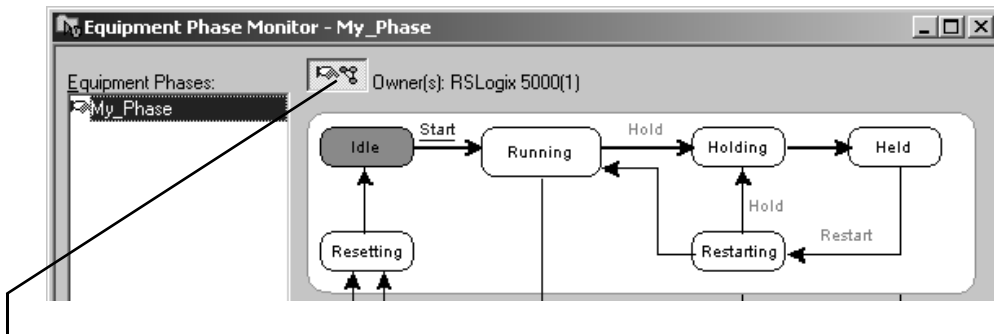 Equipment Phase Monitor - My_Phase
Equipment Phases:
Owner(s): RSLogix 5000(1)
My_Phase
Idle
Start
Running
Hold
Holding
Held
Hold
Resetting
Restarting
Restart